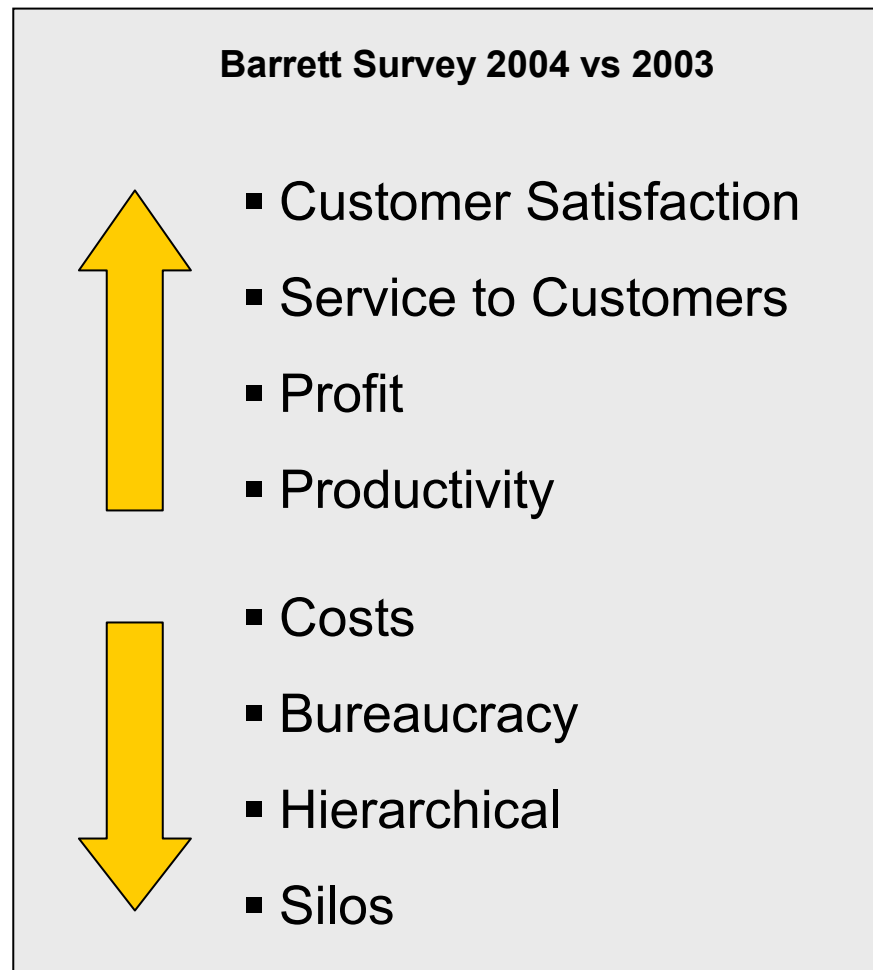 Barrett Survey 2004 vs 2003
▪ Customer Satisfaction
▪ Service to Customers
▪ Profit
▪ Productivity
▪ Costs
▪ Bureaucracy
▪ Hierarchical
▪ Silos